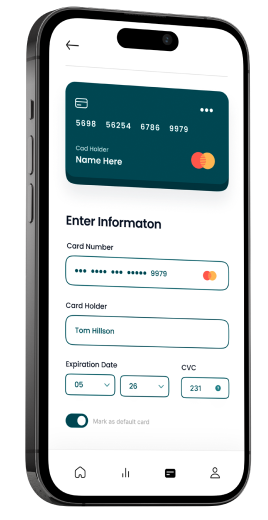 5698 56254 6786 9979
Cad Holder
Name Here
Enter Informaton
Card Number
••• •••• ••• ••••• 9979
Card Holder
Tom Hillson
Expiration Date CVC
05 26 231
Mark as default card